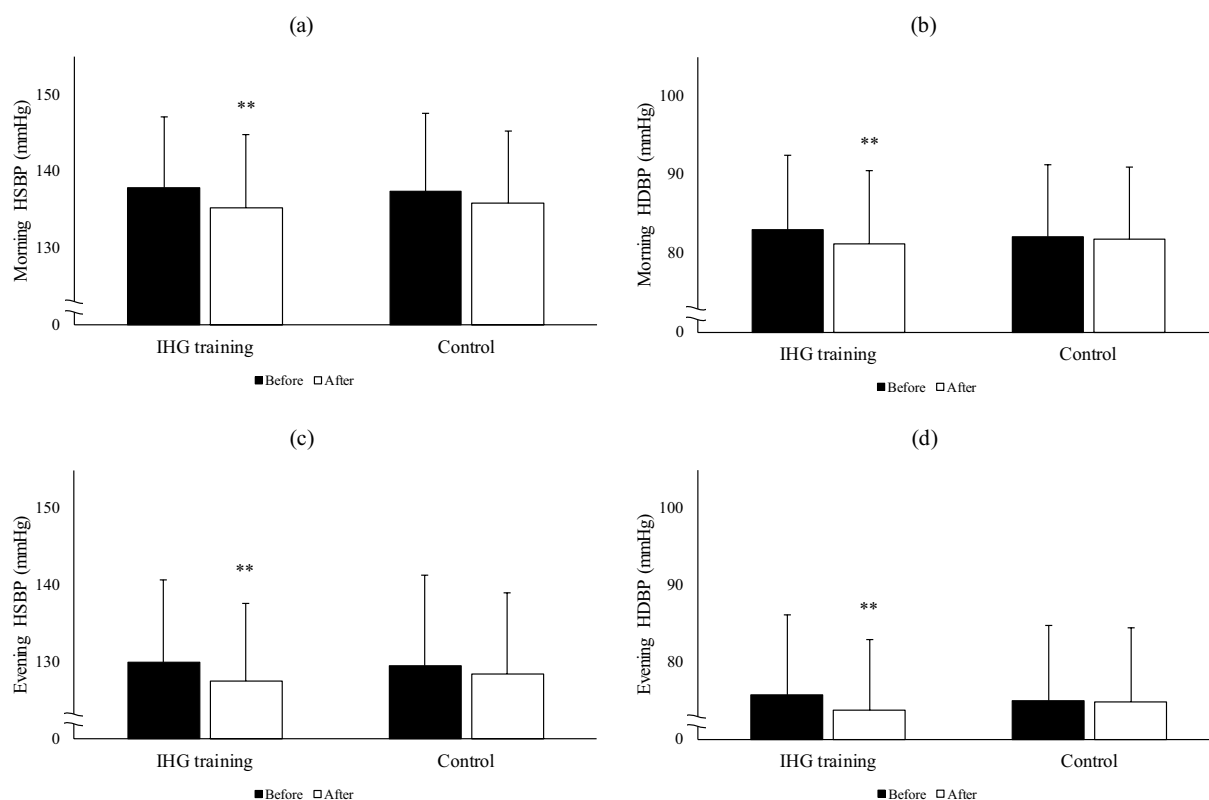 (a)
Morning HSBP (mmHg)
150
140
130
0
**
IHG training
Control
Before After
(b)
Morning HDBP (mmHg)
100
90
80
0
**
IHG training
Control
Before After
(c)
Evening HSBP (mmHg)
150
140
130
0
**
IHG training
Control
Before After
(d)
Evening HDBP (mmHg)
100
90
80
0
**
IHG training
Control
Before After